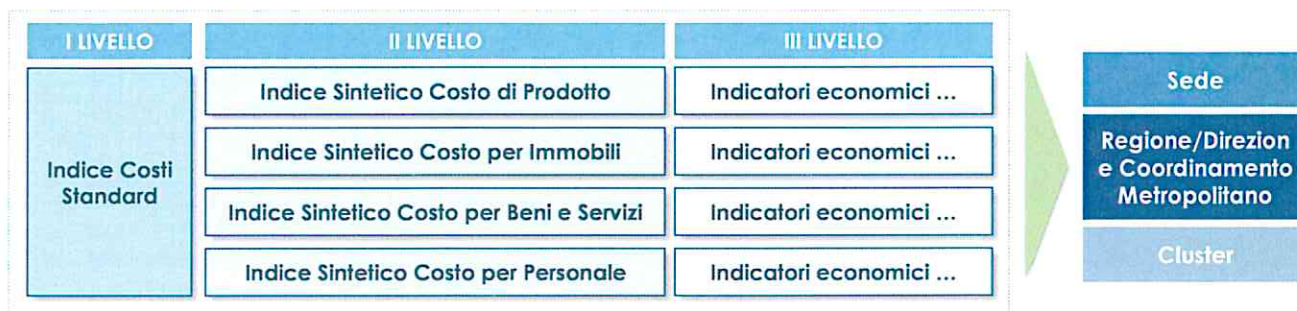 I LIVELLO
II LIVELLO
III LIVELLO
Indice Costi
Standard
Indice Sintetico Costo di Prodotto
Indicatori economici ...
Indice Sintetico Costo per Immobili
Indicatori economici ...
Indice Sintetico Costo per Beni e Servizi
Indicatori economici ...
Indice Sintetico Costo per Personale
Indicatori economici ...
Sede
Regione/Direzion
e Coordinamento
Metropolitano
Cluster